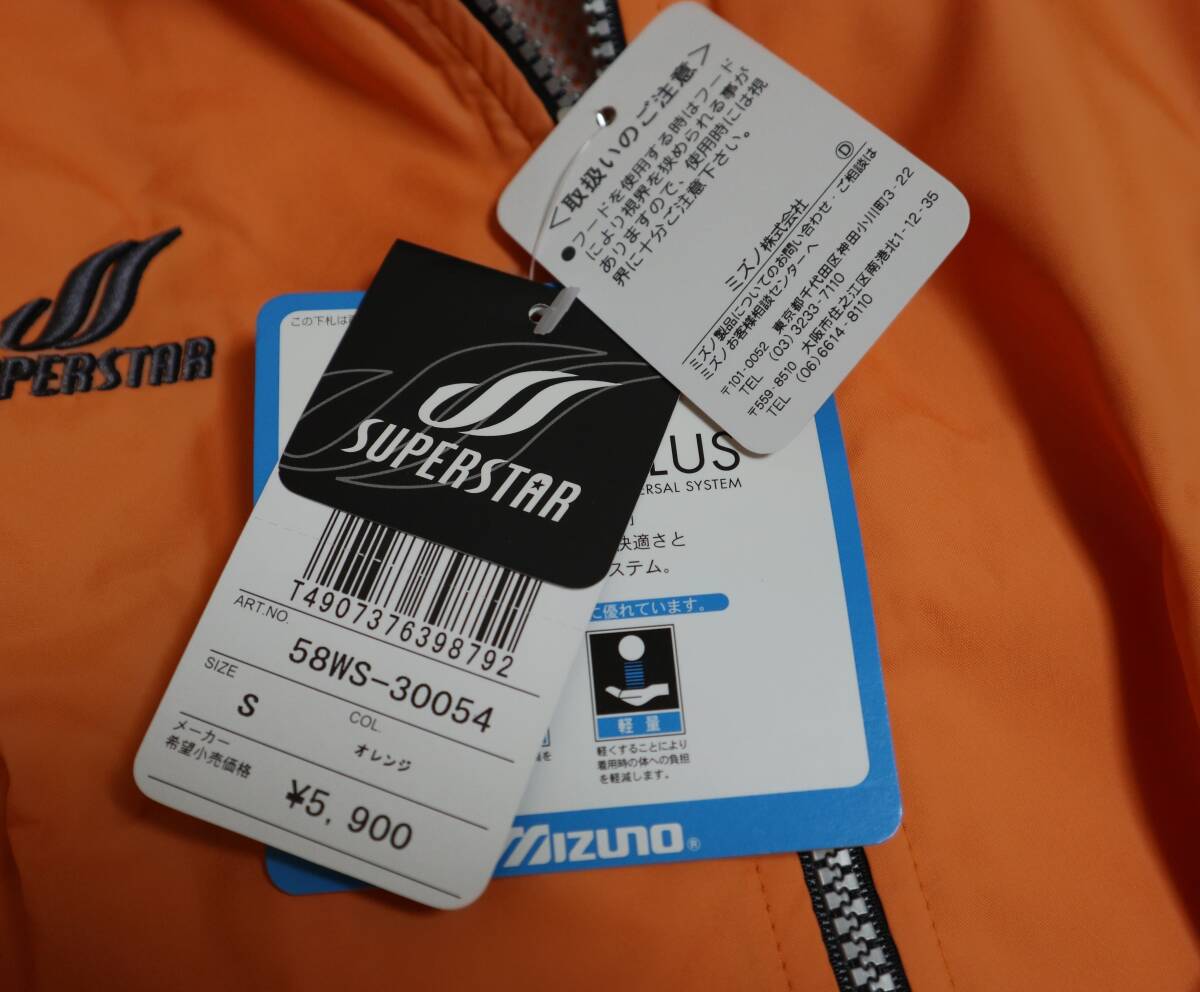 ＜取扱いのご注意＞
●フードを使用する時はフード
により視界を狭められる事が
ありますので、使用時には視
界に十分ご注意下さい。
Ⓓ
ミズノ株式会社
ミズノ製品についてのお問い合わせ・ご相談は
ミズノお客様相談センターへ
〒101-0052 東京都千代田区神田小川町3-22
TEL (03)3233-7110
〒559-8510 大阪市住之江区南港北1-12-35
TEL (06)6614-8110
SUPERSTAR
PERSTAR
この下札は
LUS
ERSAL SYSTEM
快適さと
ステム。
に優れています。
軽量
軽くすることにより
着用時の体への負担
を軽減します。
MIZUNO®
T4907376398792
ART.NO.
58WS-30054
SIZE
S
COL.
オレンジ
メーカー
希望小売価格
¥5,900